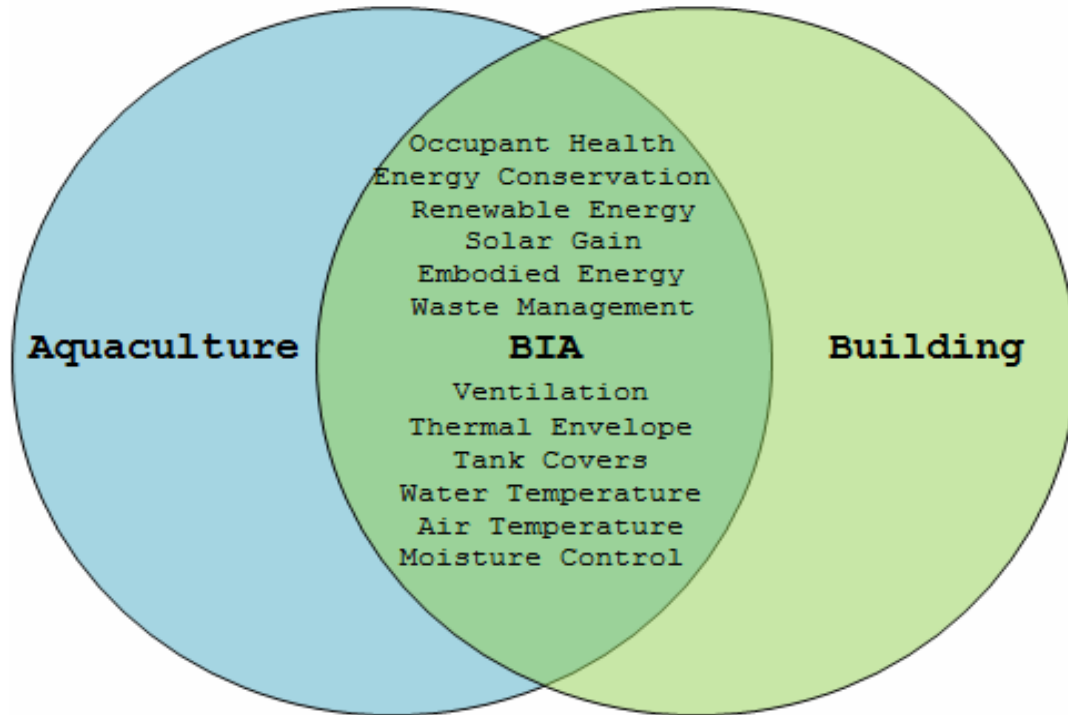 Occupant Health
Energy Conservation
Renewable Energy
Solar Gain
Embodied Energy
Waste Management
Aquaculture
BIA
Building
Ventilation
Thermal Envelope
Tank Covers
Water Temperature
Air Temperature
Moisture Control